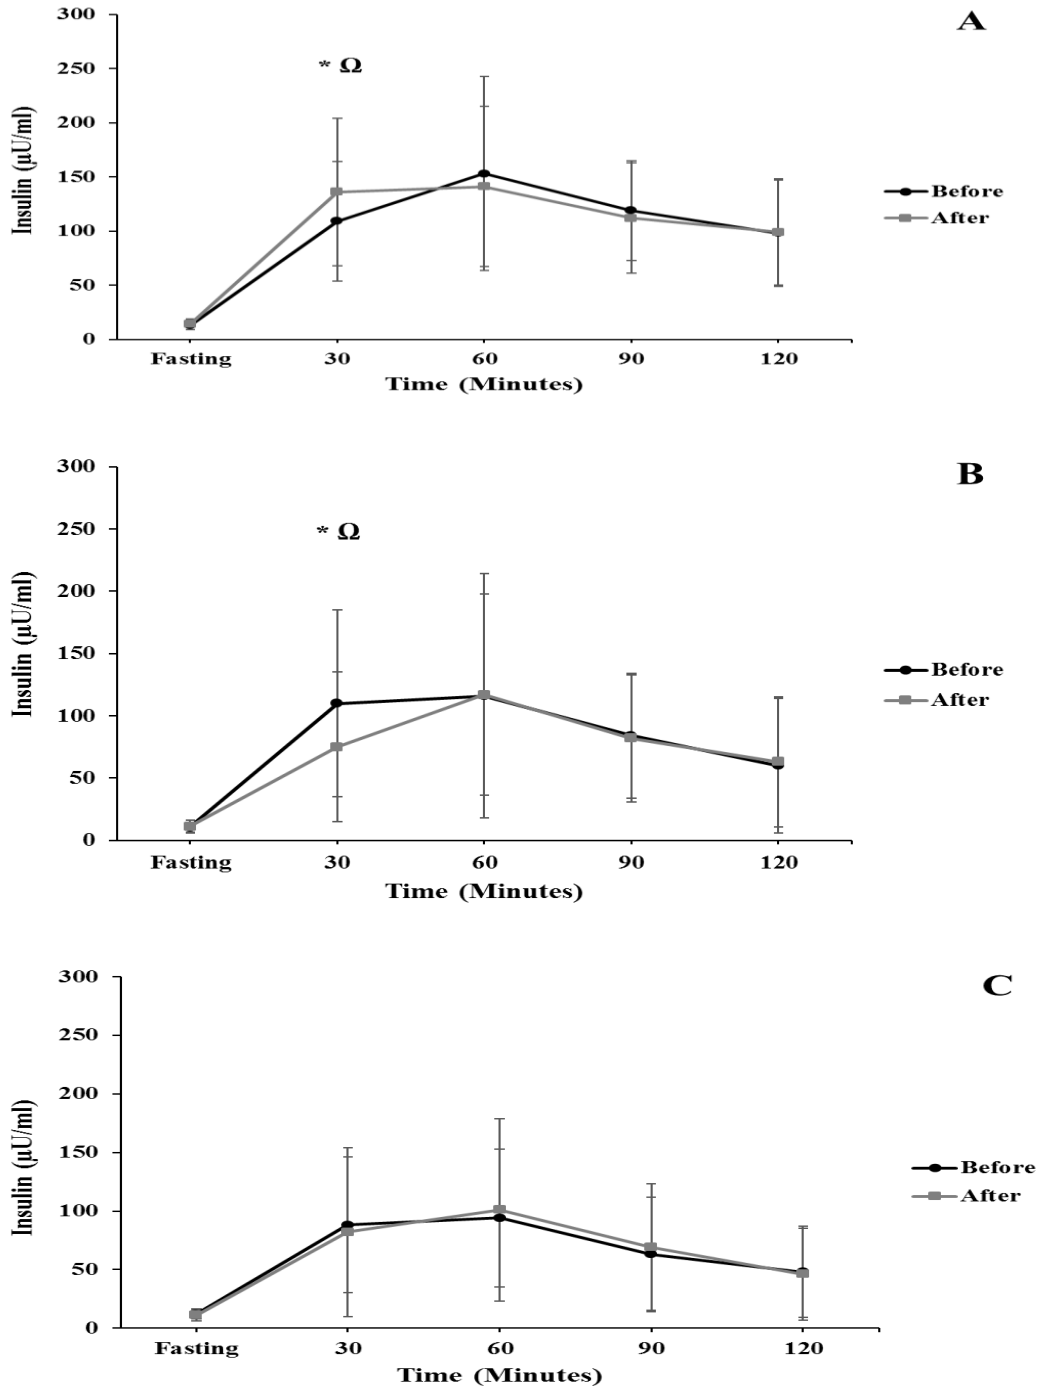 A
300
250
* Ω
200
150
100
50
0
Insulin (μU/ml)
Before
After
Fasting 30 60 90 120
Time (Minutes)
B
300
250
* Ω
200
150
100
50
0
Insulin (μU/ml)
Before
After
Fasting 30 60 90 120
Time (Minutes)
C
300
250
200
150
100
50
0
Insulin (μU/ml)
Before
After
Fasting 30 60 90 120
Time (Minutes)